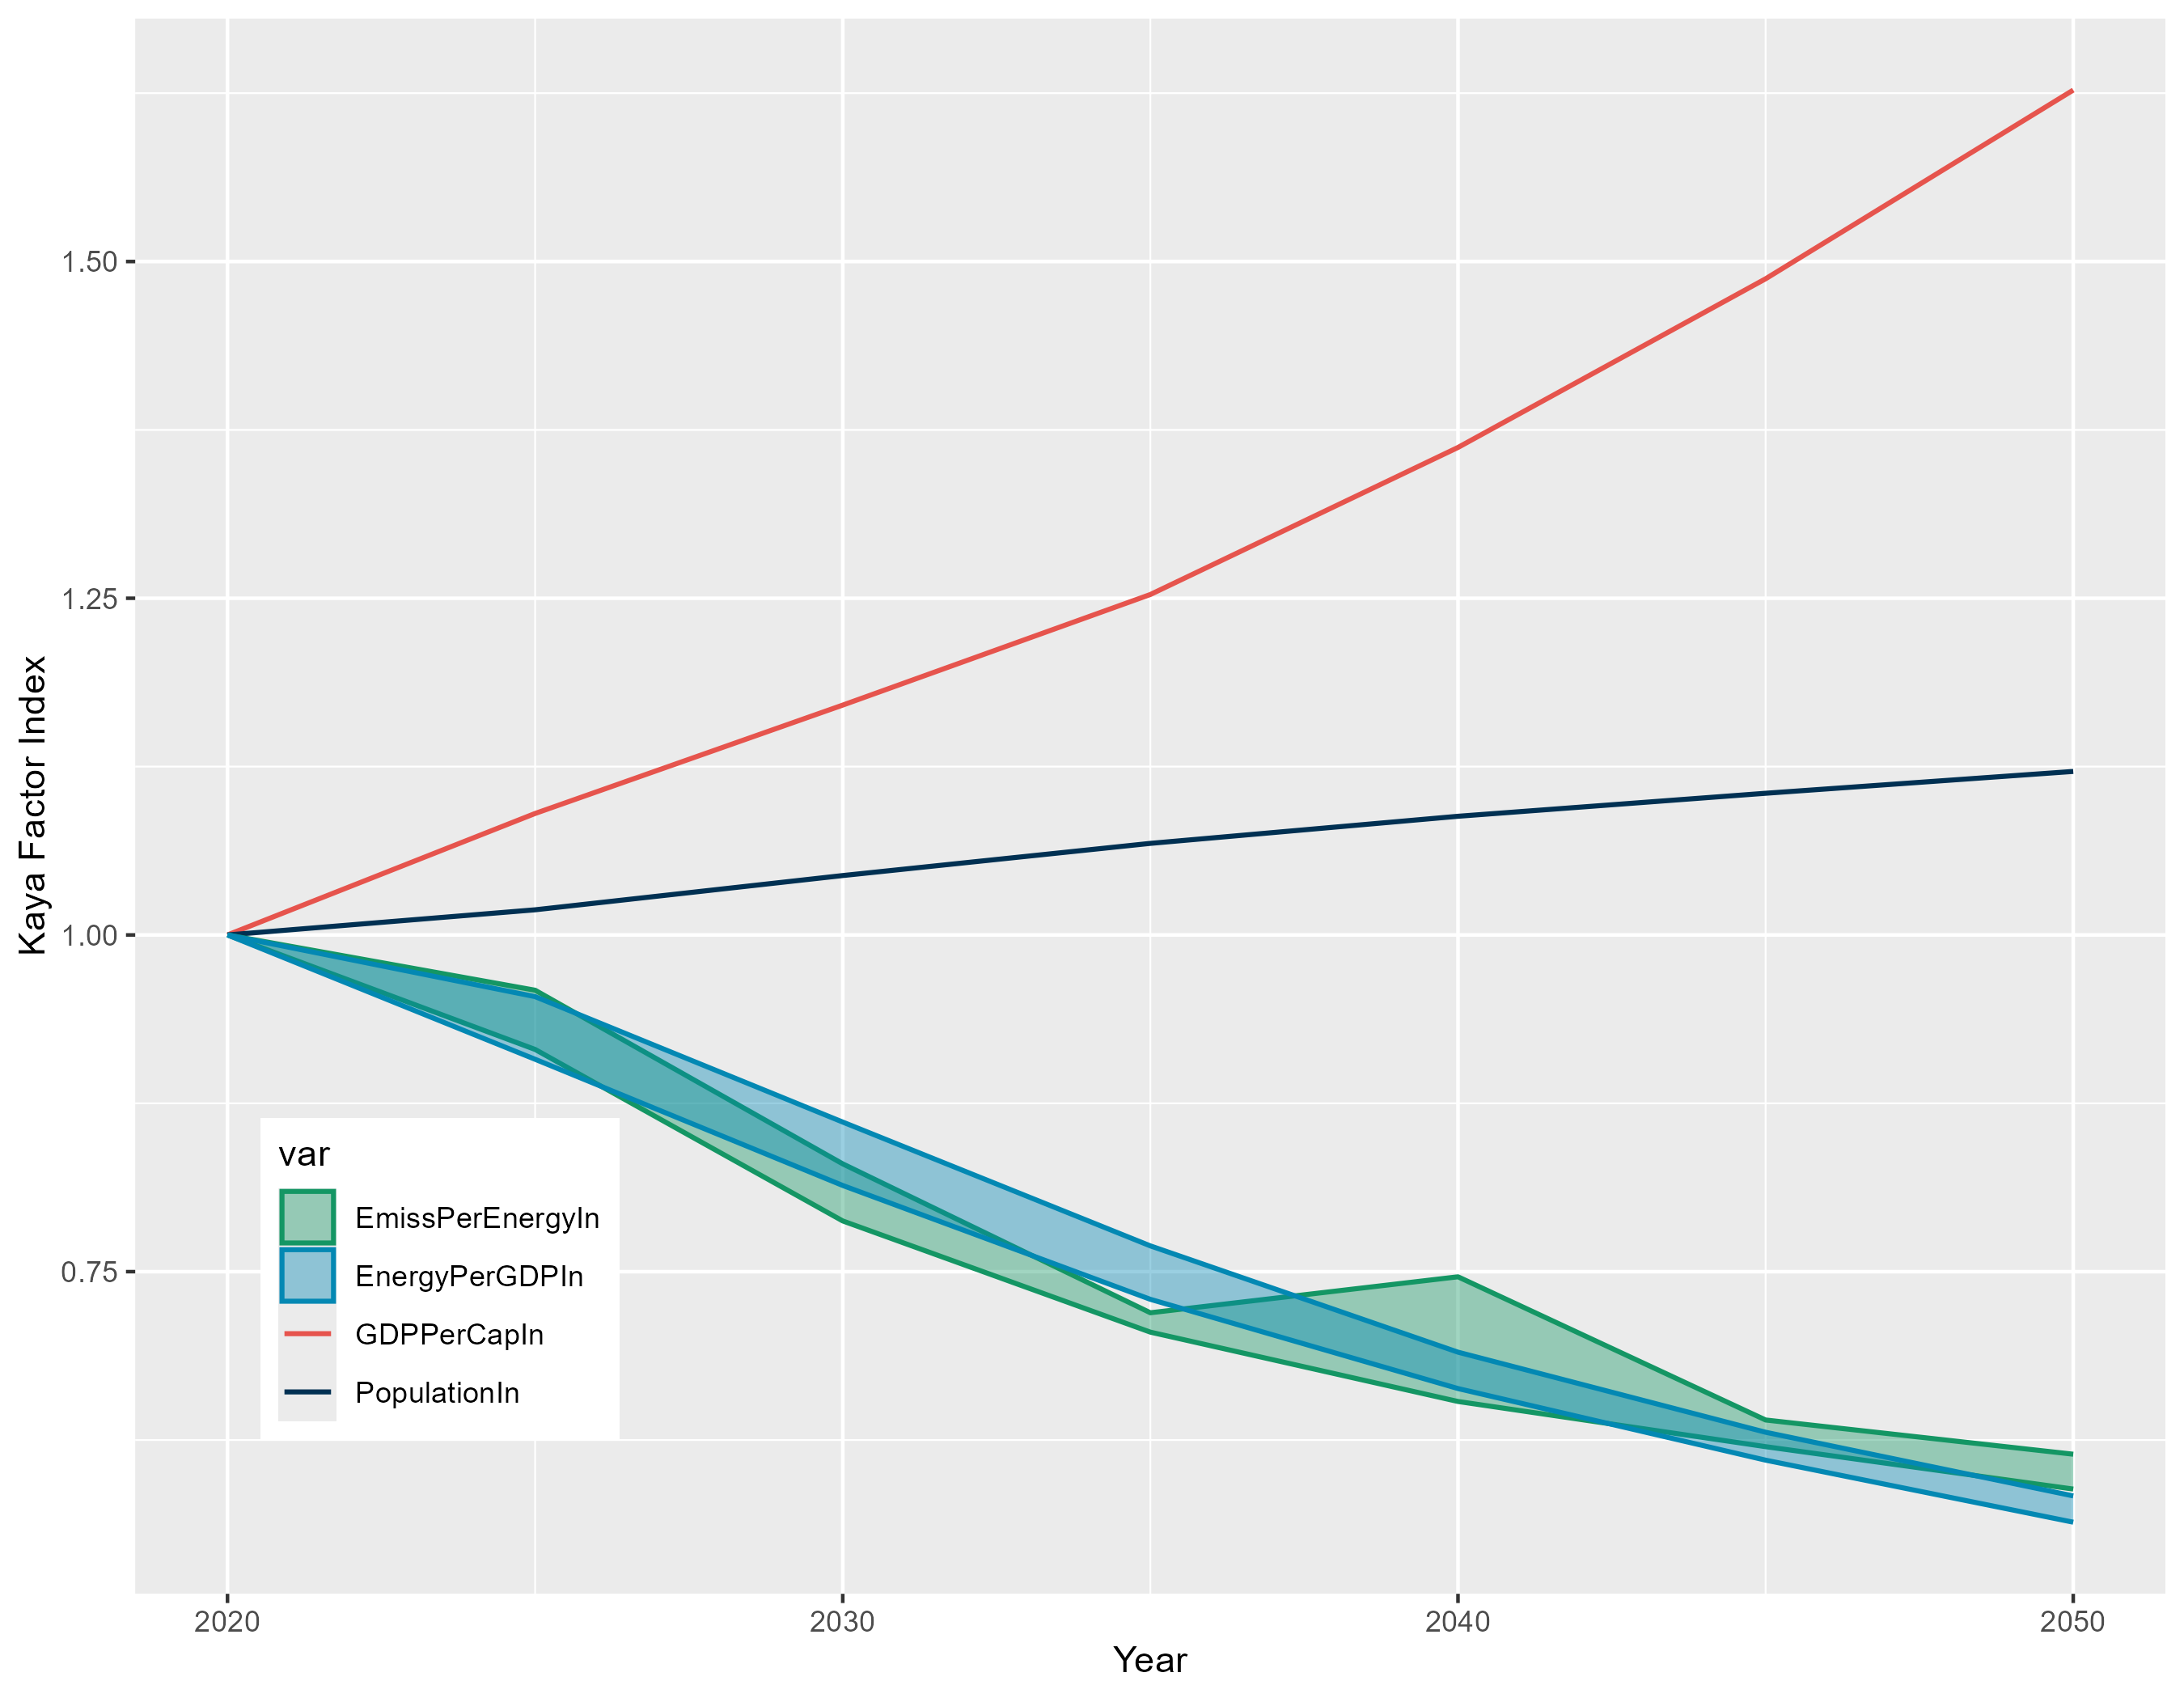 Kaya Factor Index
1.50
1.25
1.00
0.75
var
EmissPerEnergyIn
EnergyPerGDPIn
GDPPerCapIn
PopulationIn
2020 2030 2040 2050
Year